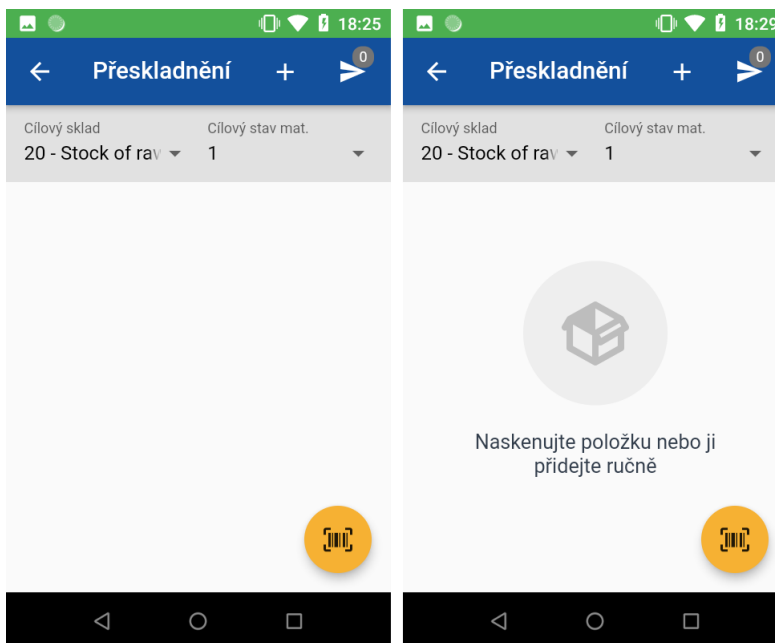 18:25
Přeskladnění
0
Cílový sklad
Cílový stav mat.
20 - Stock of rav
1
18:29
Přeskladnění
0
Cílový sklad
Cílový stav mat.
20 - Stock of rav
1
Naskenujte položku nebo ji
přidejte ručně